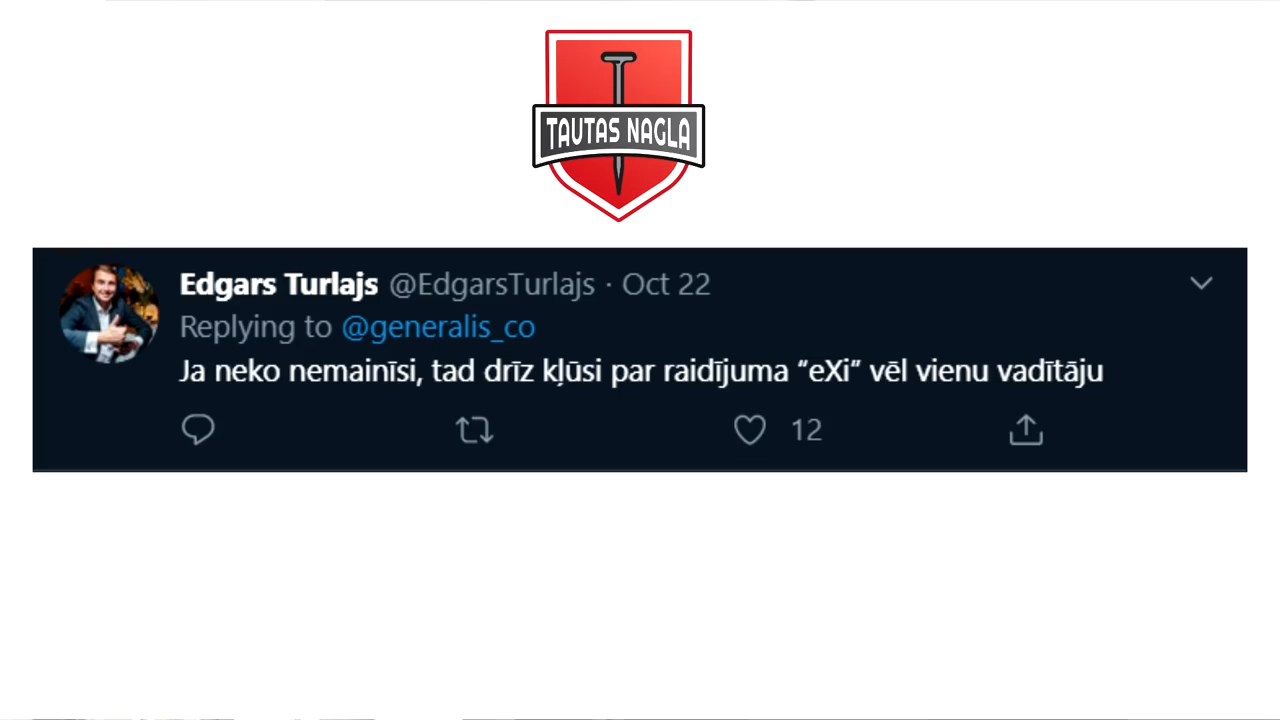 TAUTAS NAGLA
Edgars Turlajs @EdgarsTurlajs · Oct 22
Replying to @generalis_co
Ja neko nemainīsi, tad drīz kļūsi par raidījuma “eXi” vēl vienu vadītāju
12